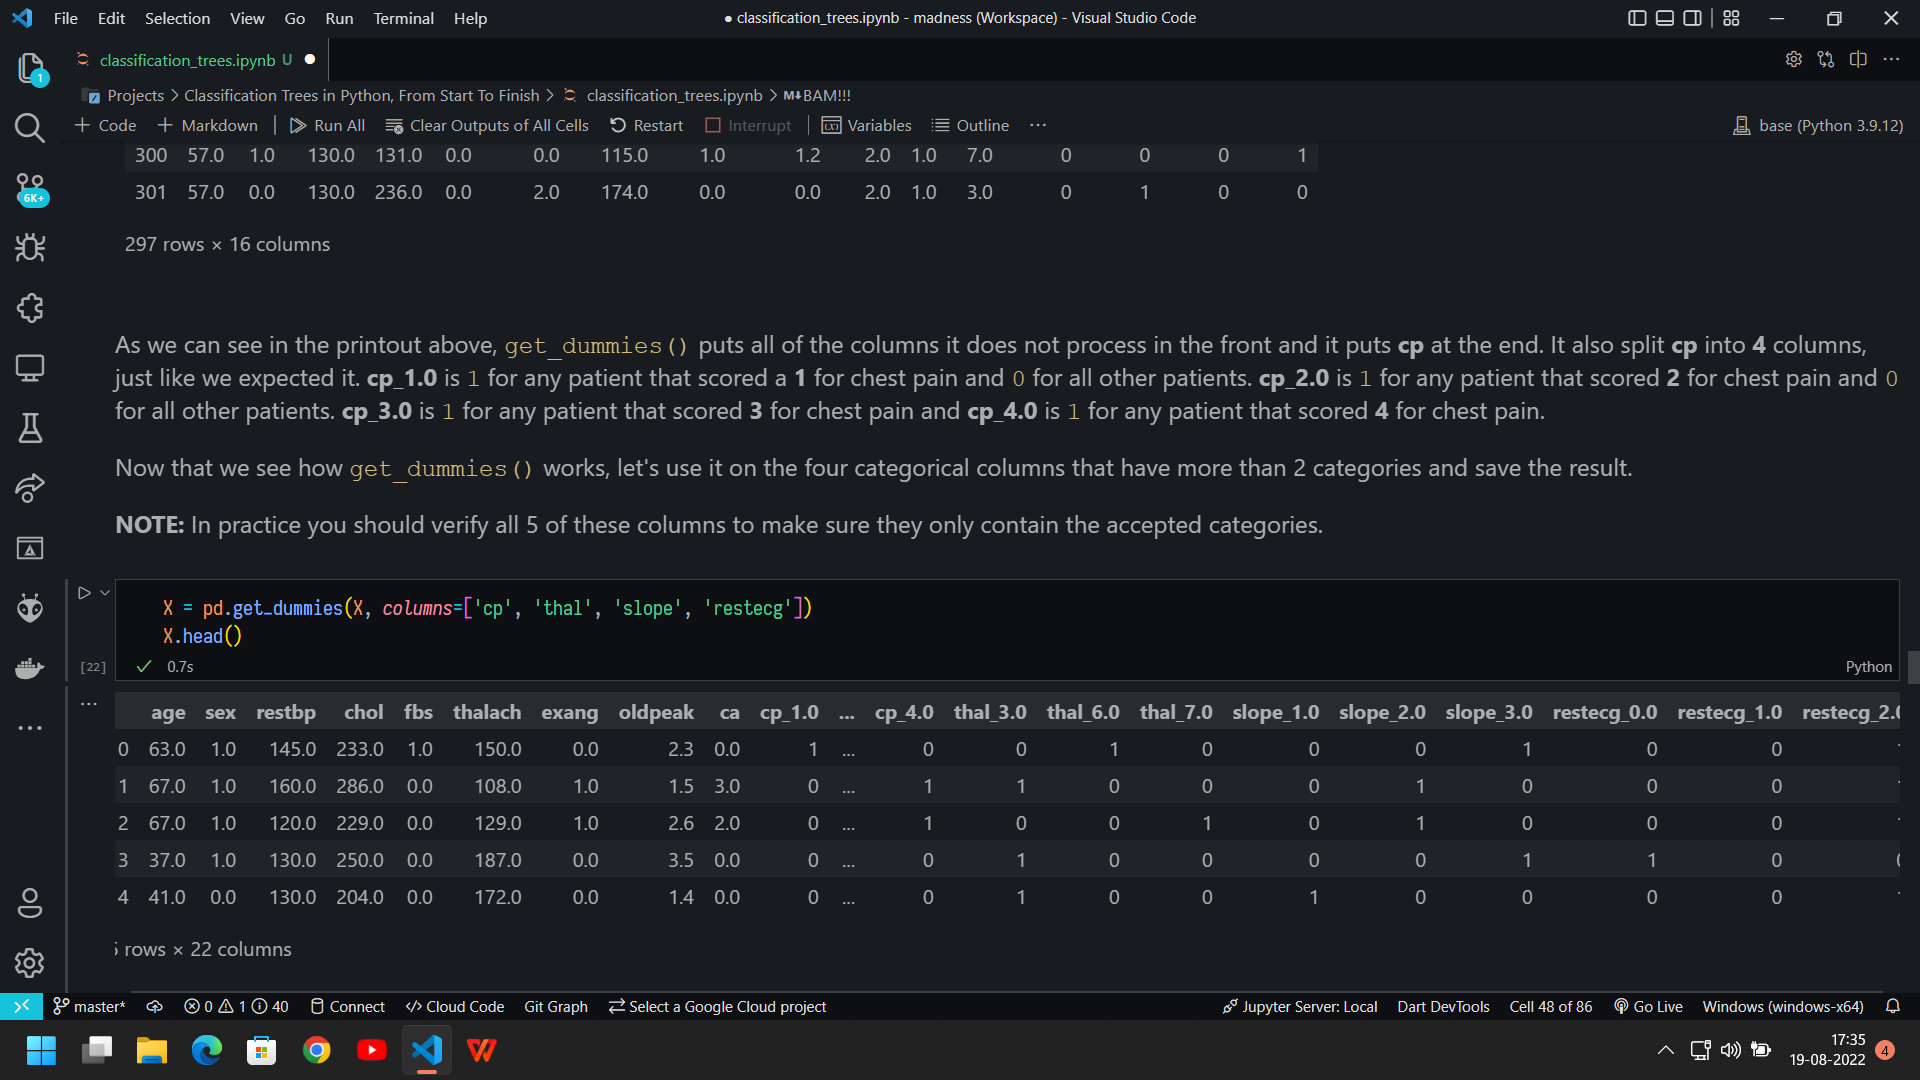 File Edit Selection View Go Run Terminal Help
● classification_trees.ipynb - madness (Workspace) - Visual Studio Code
classification_trees.ipynb U ●
1
Projects > Classification Trees in Python, From Start To Finish > classification_trees.ipynb > M↓BAM!!!
+ Code + Markdown | Run All Clear Outputs of All Cells Restart Interrupt | Variables Outline ···
base (Python 3.9.12)
300 57.0 1.0 130.0 131.0 0.0 0.0 115.0 1.0 1.2 2.0 1.0 7.0 0 0 0 1
6K+
301 57.0 0.0 130.0 236.0 0.0 2.0 174.0 0.0 0.0 2.0 1.0 3.0 0 1 0 0
297 rows × 16 columns
As we can see in the printout above, get_dummies() puts all of the columns it does not process in the front and it puts cp at the end. It also split cp into 4 columns,
just like we expected it. cp_1.0 is 1 for any patient that scored a 1 for chest pain and 0 for all other patients. cp_2.0 is 1 for any patient that scored 2 for chest pain and 0
for all other patients. cp_3.0 is 1 for any patient that scored 3 for chest pain and cp_4.0 is 1 for any patient that scored 4 for chest pain.
Now that we see how get_dummies() works, let's use it on the four categorical columns that have more than 2 categories and save the result.
NOTE: In practice you should verify all 5 of these columns to make sure they only contain the accepted categories.
X = pd.get_dummies(X, columns=['cp', 'thal', 'slope', 'restecg'])
X.head()
[22] ✓ 0.7s
Python
age sex restbp chol fbs thalach exang oldpeak ca cp_1.0 ... cp_4.0 thal_3.0 thal_6.0 thal_7.0 slope_1.0 slope_2.0 slope_3.0 restecg_0.0 restecg_1.0 restecg_2.0
0 63.0 1.0 145.0 233.0 1.0 150.0 0.0 2.3 0.0 1 ... 0 0 1 0 0 0 1 0 0
1 67.0 1.0 160.0 286.0 0.0 108.0 1.0 1.5 3.0 0 ... 1 1 0 0 0 1 0 0 0
2 67.0 1.0 120.0 229.0 0.0 129.0 1.0 2.6 2.0 0 ... 1 0 0 1 0 1 0 0 0
3 37.0 1.0 130.0 250.0 0.0 187.0 0.0 3.5 0.0 0 ... 0 1 0 0 0 0 1 1 0
4 41.0 0.0 130.0 204.0 0.0 172.0 0.0 1.4 0.0 0 ... 0 1 0 0 1 0 0 0 0
rows × 22 columns
master* 0 1 40 Connect Cloud Code Git Graph Select a Google Cloud project
Jupyter Server: Local Dart DevTools Cell 48 of 86 Go Live Windows (windows-x64)
17:35
19-08-2022
4